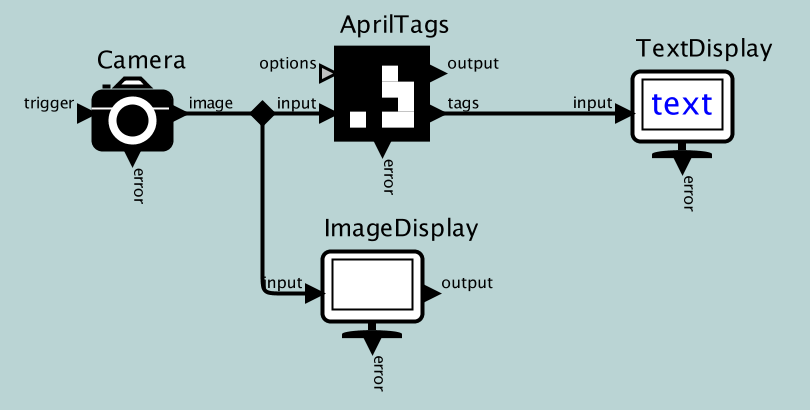 AprilTags
Camera
TextDisplay
options
output
trigger
image
input
tags
input
text
error
error
error
ImageDisplay
input
output
error